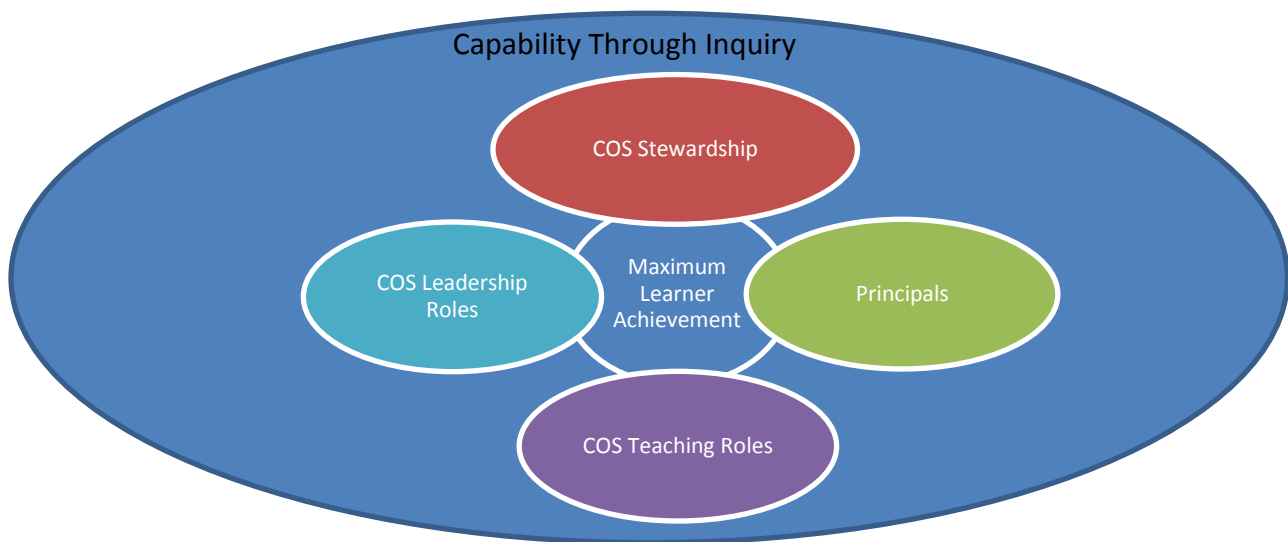 Capability Through Inquiry
COS Stewardship
COS Leadership
Roles
Maximum
Learner
Achievement
Principals
COS Teaching Roles